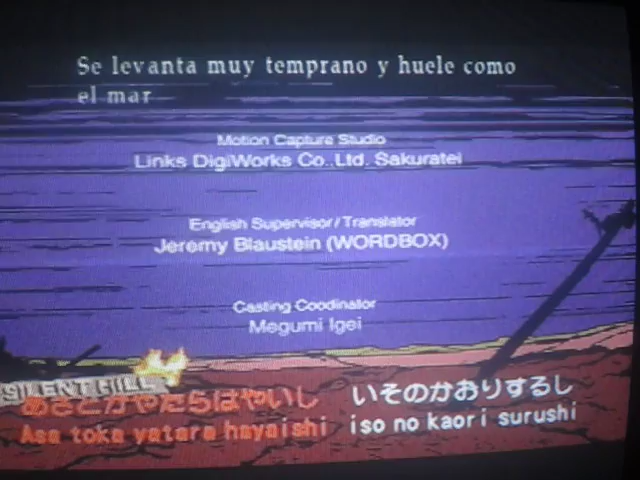 Se levanta muy temprano y huele como
el mar
Motion Capture Studio
Links DigiWorks Co..Ltd. Sakuratei
English Supervisor/Translator
Jeremy Blaustein (WORDBOX)
Casting Coodinator
Megumi Igei
SILENT HILL
あさとかやたらはやいし いそのかおりするし
Asa toka yatara hayaishi iso no kaori surushi